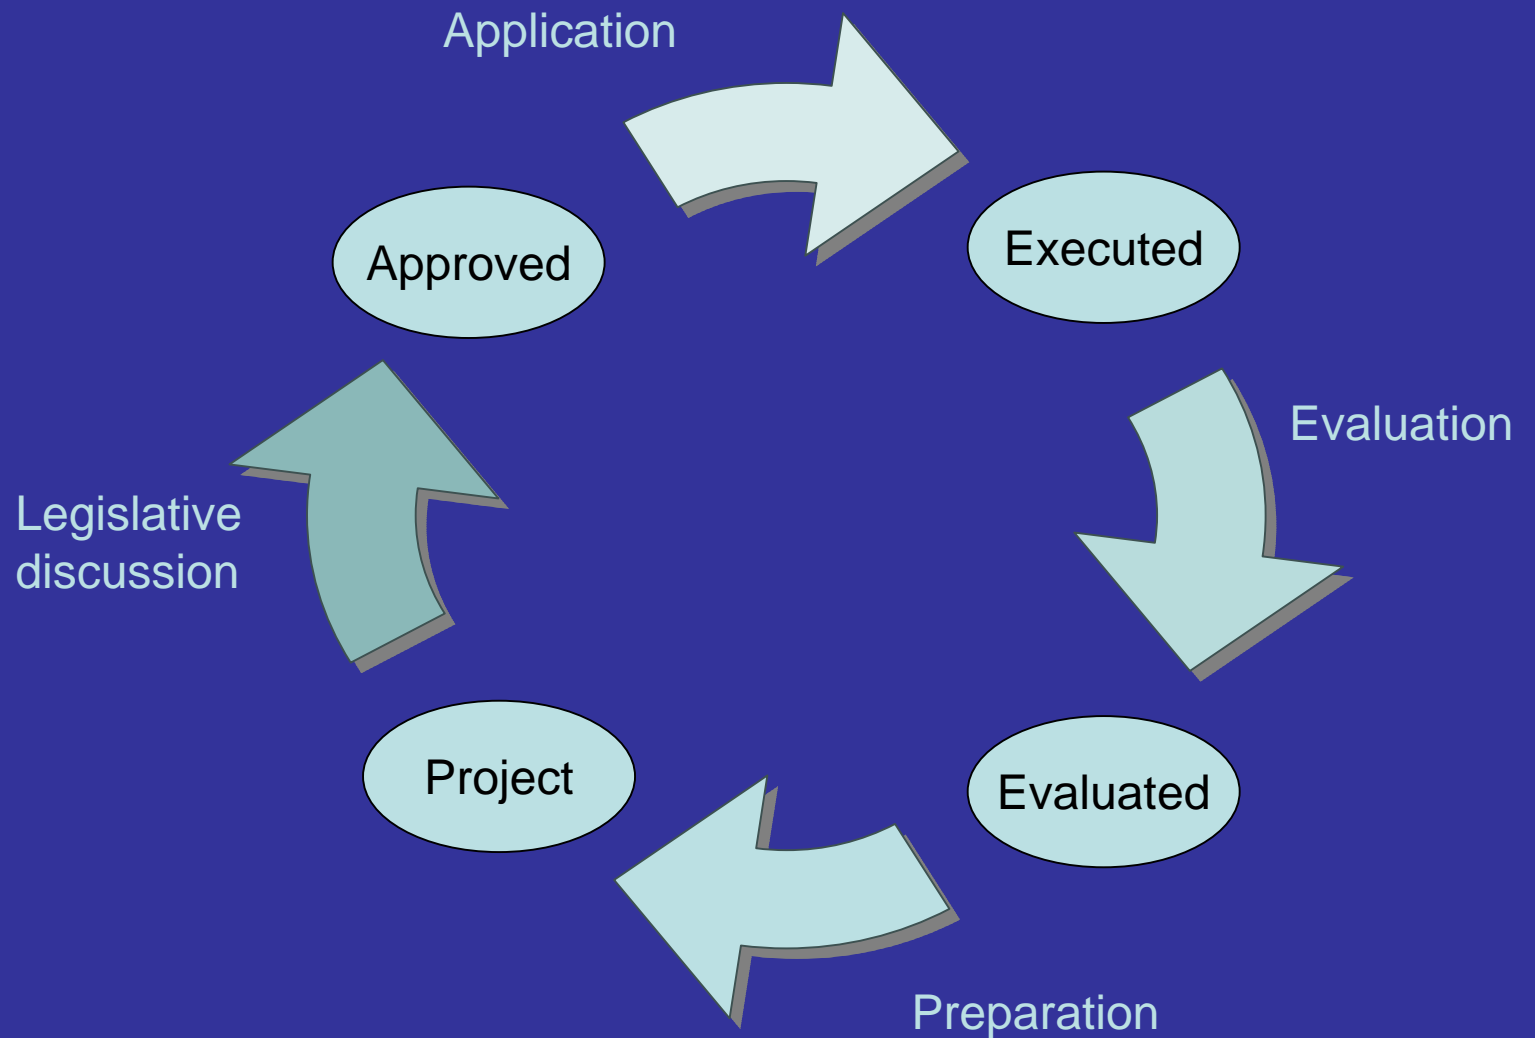 Application
Approved
Executed
Evaluation
Legislative
discussion
Project
Evaluated
Preparation